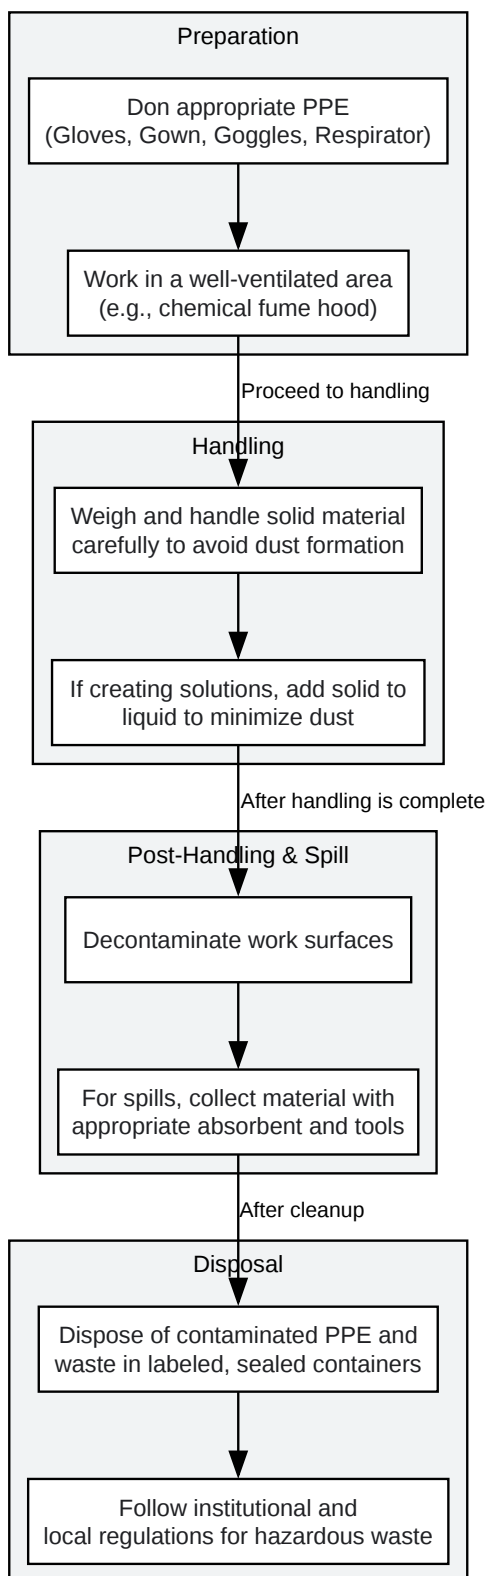 Preparation
Don appropriate PPE
(Gloves, Gown, Goggles, Respirator)
Work in a well-ventilated area
(e.g., chemical fume hood)
Proceed to handling
Handling
Weigh and handle solid material
carefully to avoid dust formation
If creating solutions, add solid to
liquid to minimize dust
After handling is complete
Post-Handling & Spill
Decontaminate work surfaces
For spills, collect material with
appropriate absorbent and tools
After cleanup
Disposal
Dispose of contaminated PPE and
waste in labeled, sealed containers
Follow institutional and
local regulations for hazardous waste